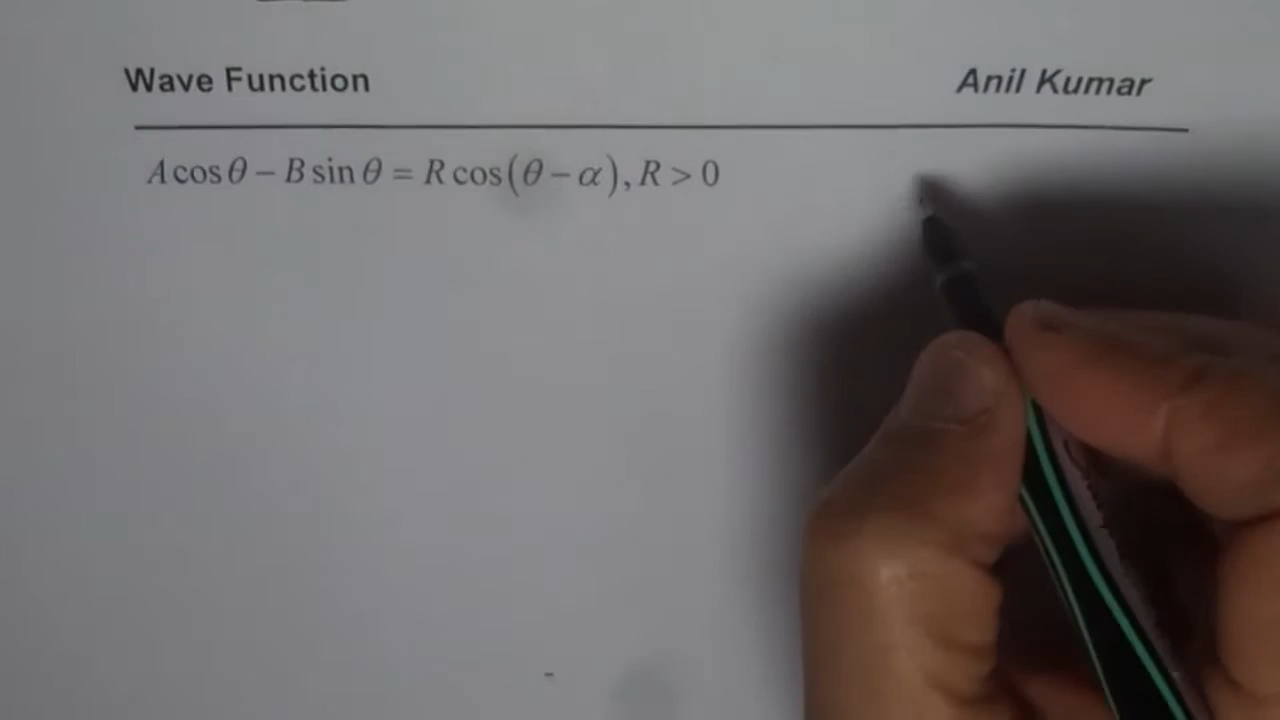 Wave Function
Anil Kumar
A cos θ − B sin θ = R cos(θ − α), R > 0